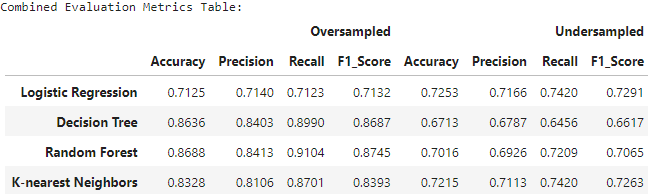 Combined Evaluation Metrics Table:
Oversampled Undersampled
Accuracy Precision Recall F1_Score Accuracy Precision Recall F1_Score
Logistic Regression 0.7125 0.7140 0.7123 0.7132 0.7253 0.7166 0.7420 0.7291
Decision Tree 0.8636 0.8403 0.8990 0.8687 0.6713 0.6787 0.6456 0.6617
Random Forest 0.8688 0.8413 0.9104 0.8745 0.7016 0.6926 0.7209 0.7065
K-nearest Neighbors 0.8328 0.8106 0.8701 0.8393 0.7215 0.7113 0.7420 0.7263